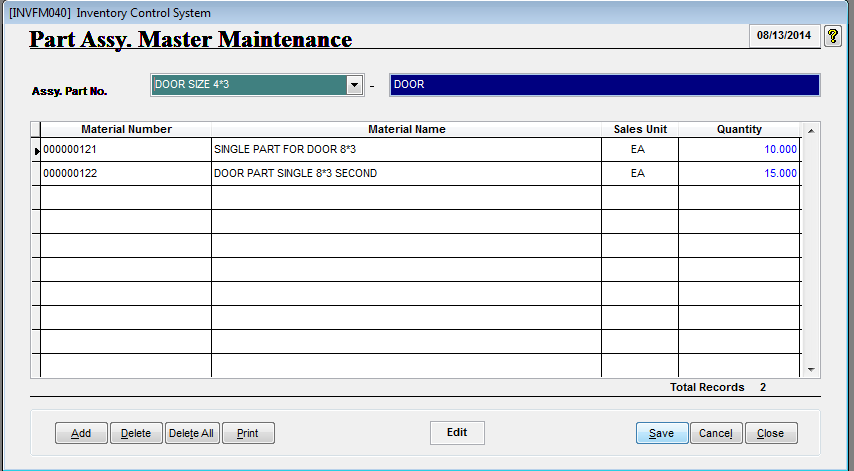 [INVFM040] Inventory Control System
Part Assy. Master Maintenance 08/13/2014 ?
Assy. Part No. DOOR SIZE 4*3 - DOOR
Material Number Material Name Sales Unit Quantity
000000121 SINGLE PART FOR DOOR 8*3 EA 10.000
000000122 DOOR PART SINGLE 8*3 SECOND EA 15.000
Total Records 2
Add Delete Delete All Print Edit Save Cancel Close